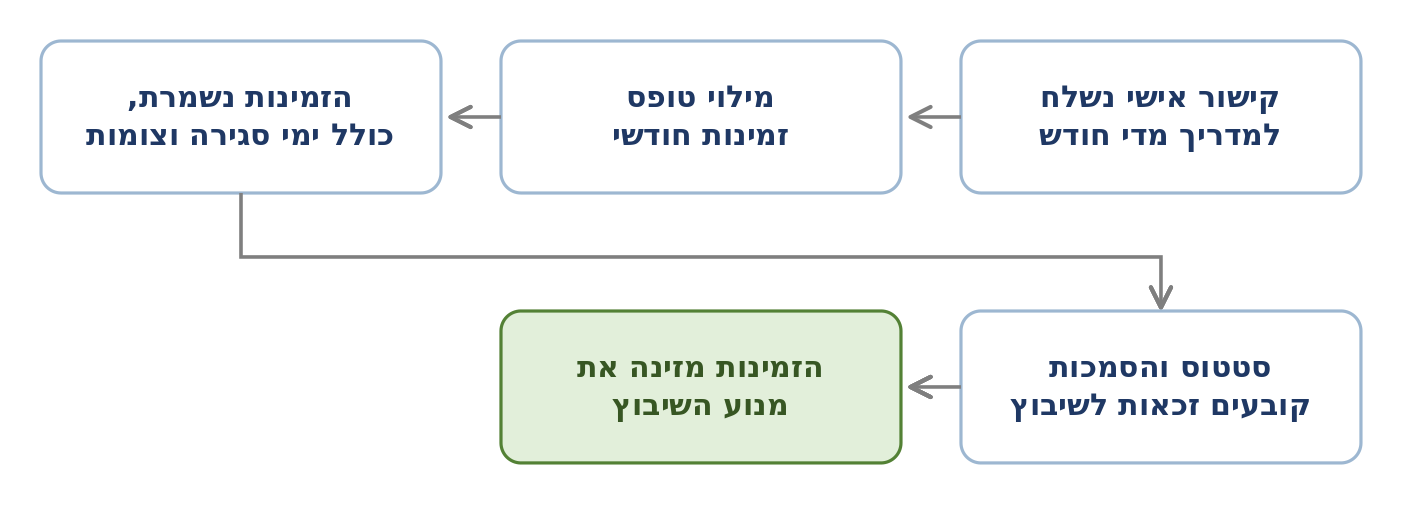 קישור אישי נשלח
למדריך מדי חודש
מילוי טופס
זמינות חודשי
הזמינות נשמרת,
כולל ימי סגירה וצומות
סטטוס והסמכות
קובעים זכאות לשיבוץ
הזמינות מזינה את
מנוע השיבוץ